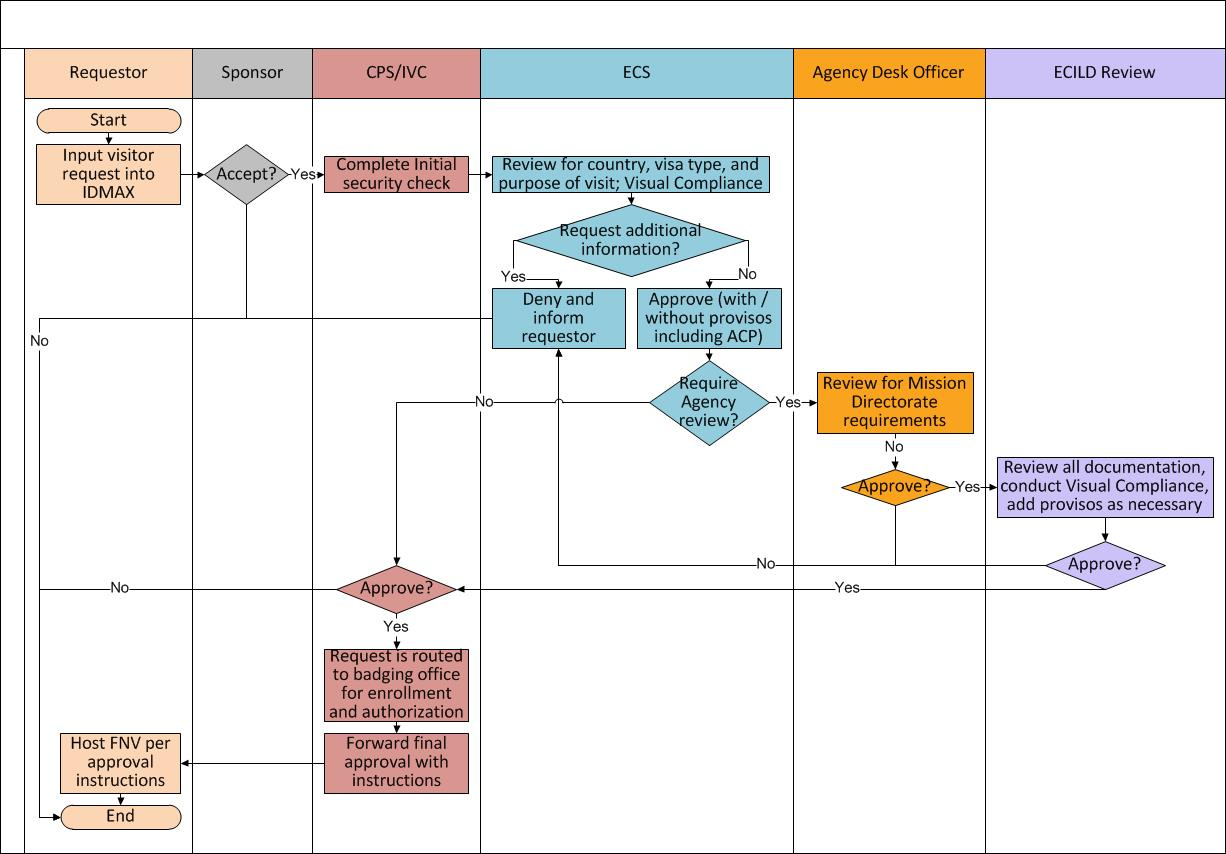 Requestor
Sponsor
CPS/IVC
ECS
Agency Desk Officer
ECILD Review
Start
Input visitor
request into
IDMAX
Accept?
Yes
Complete Initial
security check
Review for country, visa type, and
purpose of visit; Visual Compliance
Request additional
information?
Yes
No
Deny and
inform
requestor
Approve (with /
without provisos
including ACP)
No
Require
Agency
review?
No
Yes
Review for Mission
Directorate
requirements
No
Approve?
Yes
Review all documentation,
conduct Visual Compliance,
add provisos as necessary
Approve?
No
Yes
Approve?
No
Yes
Request is routed
to badging office
for enrollment
and authorization
Forward final
approval with
instructions
Host FNV per
approval
instructions
End